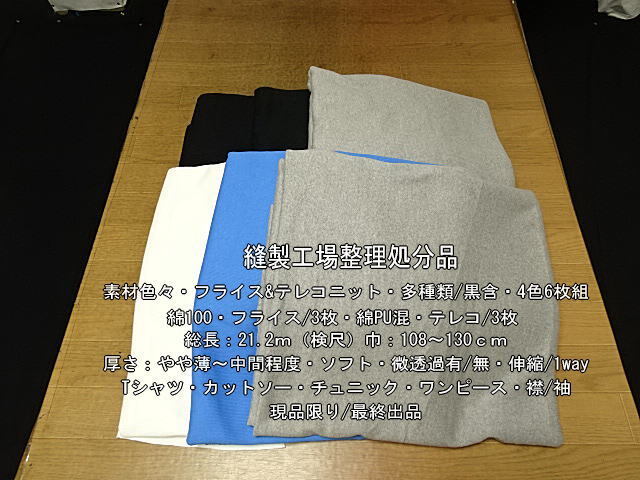 縫製工場整理処分品
素材色々・フライス&テレコニット・多種類/黒含・4色6枚組
綿100・フライス/3枚・綿PU混・テレコ/3枚
総長：21.2ｍ（検尺）巾：108～130ｃｍ
厚さ：やや薄～中間程度・ソフト・微透過有/無・伸縮/1way
Tシャツ・カットソー・チュニック・ワンピース・襟/袖
現品限り/最終出品